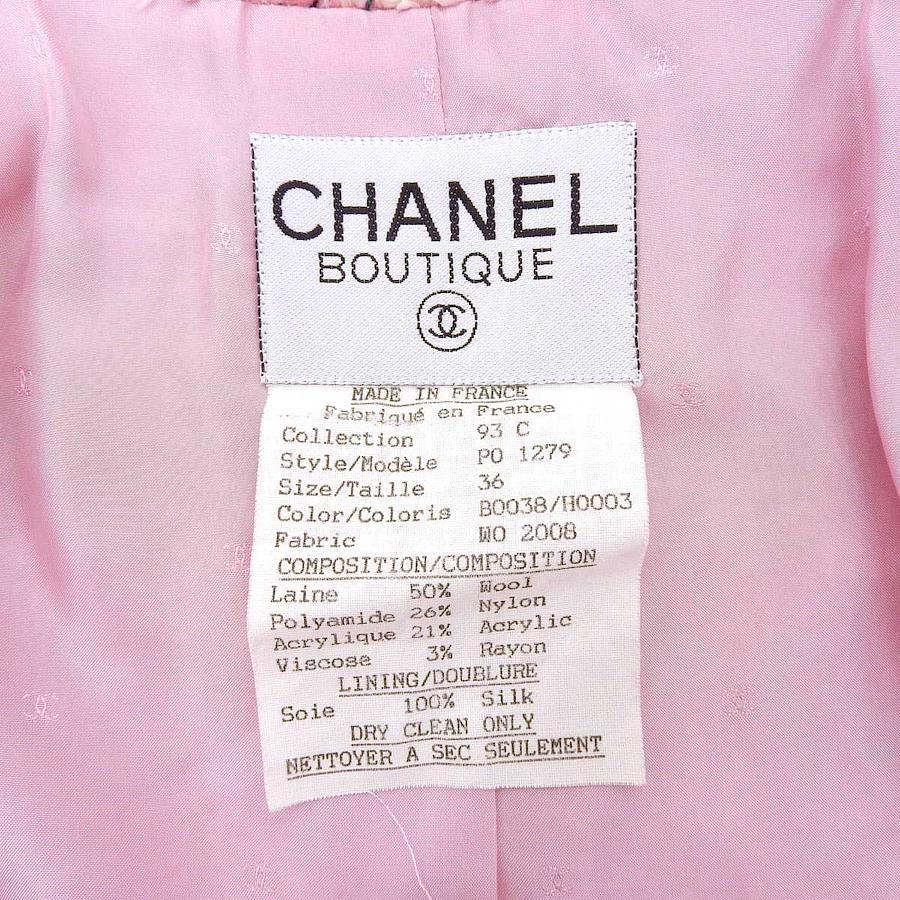 CHANEL
BOUTIQUE
MADE IN FRANCE
Fabriqué en France
Collection 93 C
Style/Modèle PO 1279
Size/Taille 36
Color/Coloris B0038/H0003
Fabric WO 2008
COMPOSITION/COMPOSITION
Laine 50% Wool
Polyamide 26% Nylon
Acrylique 21% Acrylic
Viscose 3% Rayon
LINING/DOUBLURE
Soie 100% Silk
DRY CLEAN ONLY
NETTOYER A SEC SEULEMENT